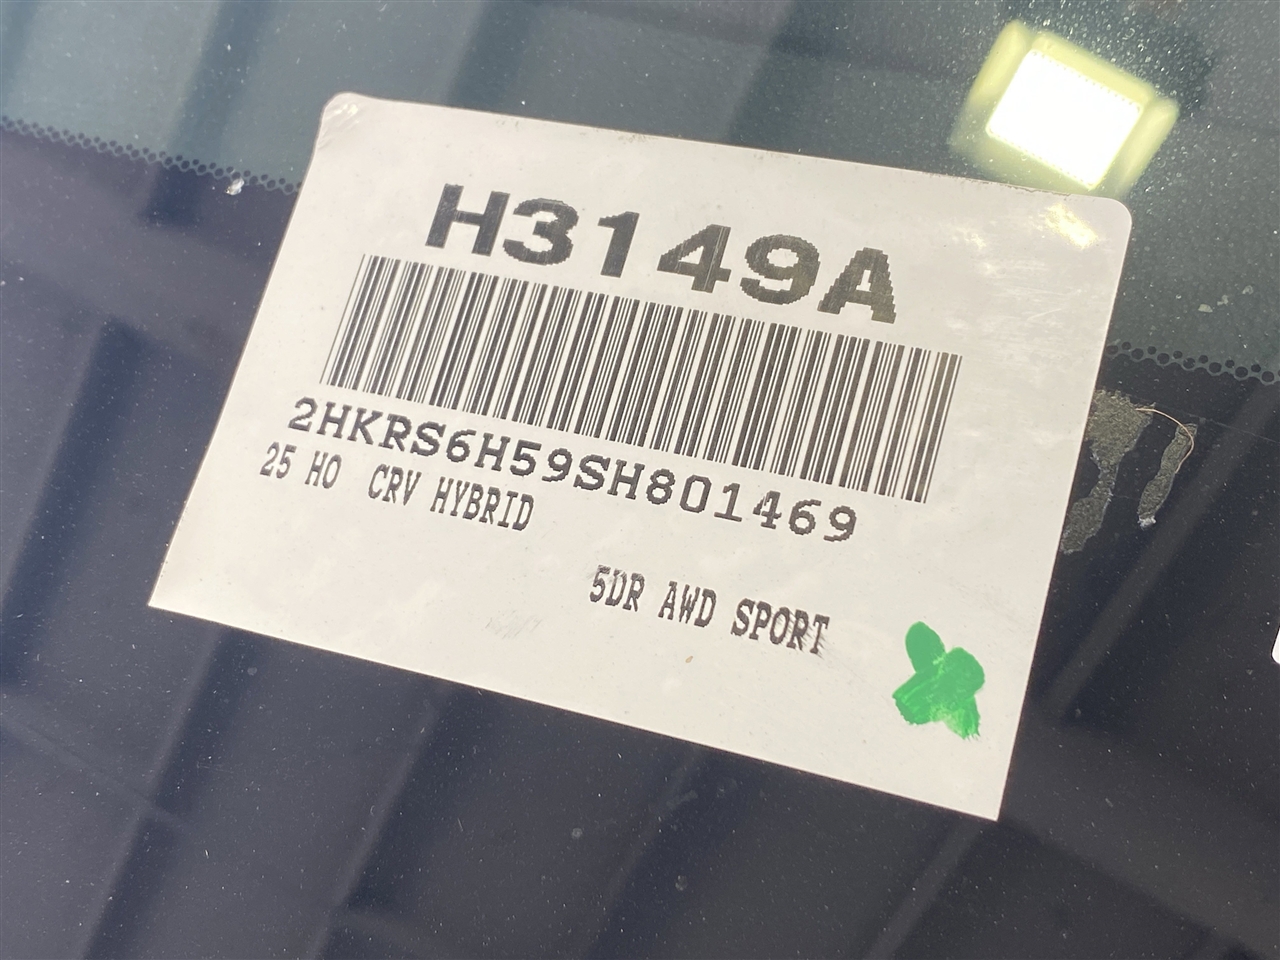 H3149A
2HKRS6H59SH801469
25 HO  CRV HYBRID
5DR AWD SPORT